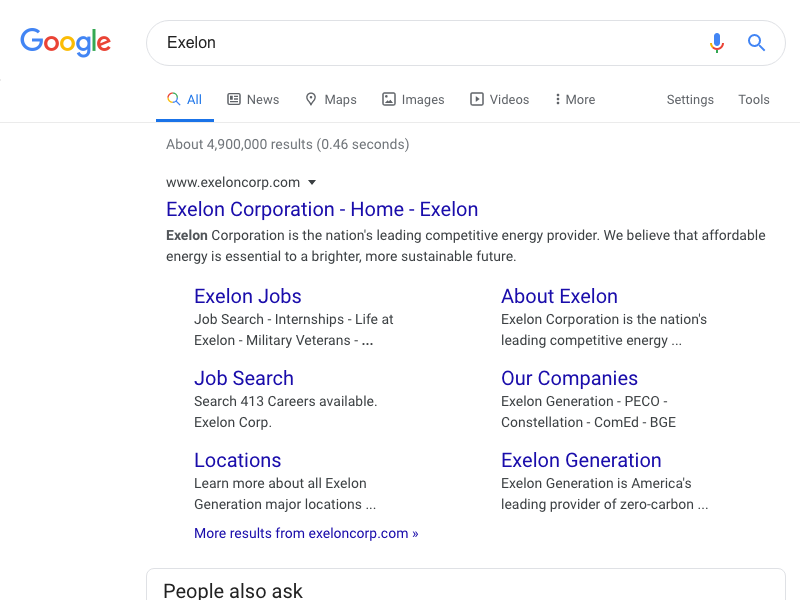 Google
Exelon
All News Maps Images Videos More Settings Tools
About 4,900,000 results (0.46 seconds)
www.exeloncorp.com
Exelon Corporation - Home - Exelon
Exelon Corporation is the nation's leading competitive energy provider. We believe that affordable
energy is essential to a brighter, more sustainable future.
Exelon Jobs
Job Search - Internships - Life at
Exelon - Military Veterans - ...
About Exelon
Exelon Corporation is the nation's
leading competitive energy ...
Job Search
Search 413 Careers available.
Exelon Corp.
Our Companies
Exelon Generation - PECO -
Constellation - ComEd - BGE
Locations
Learn more about all Exelon
Generation major locations ...
Exelon Generation
Exelon Generation is America's
leading provider of zero-carbon ...
More results from exeloncorp.com »
People also ask